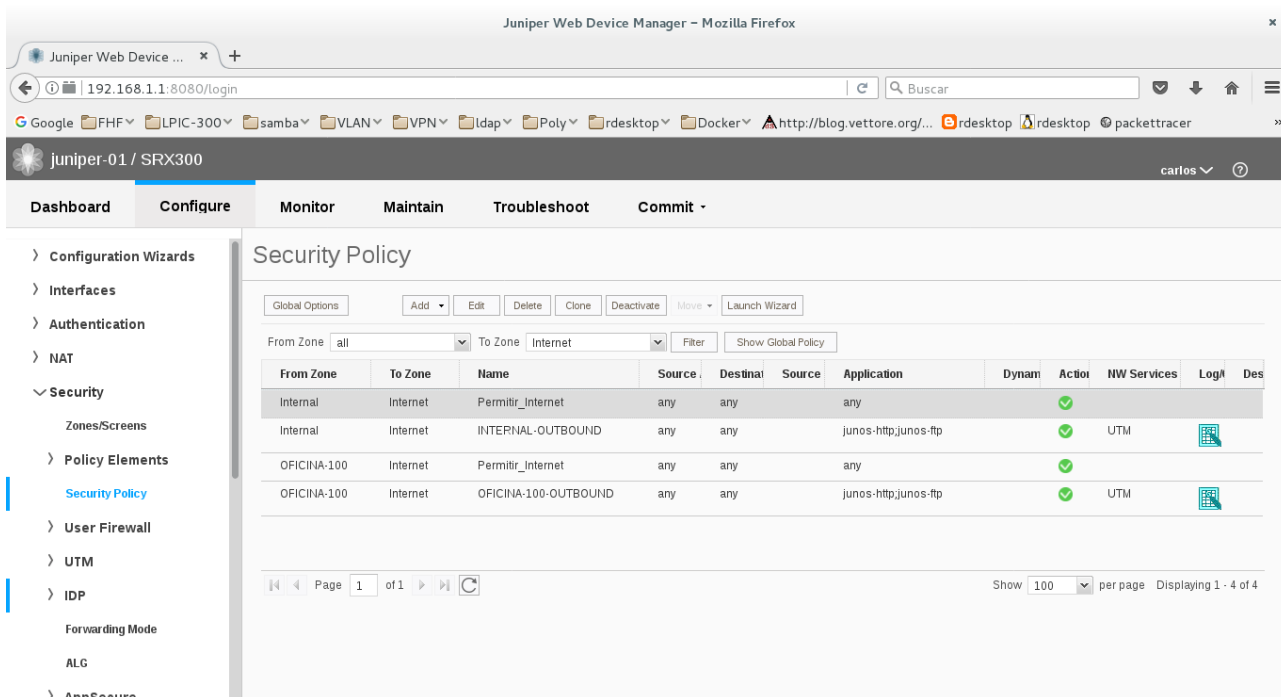 Juniper Web Device Manager – Mozilla Firefox
Juniper Web Device ...
192.168.1.1:8080/login
Buscar
Google FHF LPIC-300 samba VLAN VPN ldap Poly rdesktop Docker http://blog.vettore.org/... rdesktop rdesktop packettracer
juniper-01 / SRX300
carlos
Dashboard Configure Monitor Maintain Troubleshoot Commit
Configuration Wizards
Interfaces
Authentication
NAT
Security
Zones/Screens
Policy Elements
Security Policy
User Firewall
UTM
IDP
Forwarding Mode
ALG
AppSecure
Security Policy
Global Options Add Edit Delete Clone Deactivate Move Launch Wizard
From Zone all To Zone Internet Filter Show Global Policy
From Zone To Zone Name Source Destinat Source Application Dynam Action NW Services Log/ Des
Internal Internet Permitir_Internet any any any
Internal Internet INTERNAL-OUTBOUND any any junos-http;junos-ftp UTM
OFICINA-100 Internet Permitir_Internet any any any
OFICINA-100 Internet OFICINA-100-OUTBOUND any any junos-http;junos-ftp UTM
Page 1 of 1 Show 100 per page Displaying 1 - 4 of 4